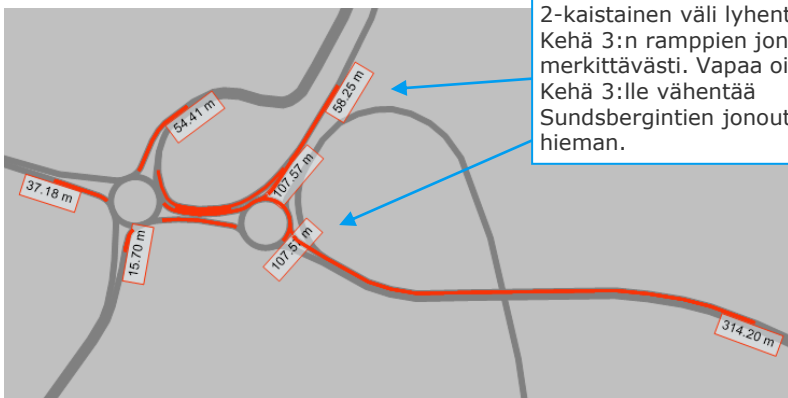 2-kaistainen väli lyhent
Kehä 3:n ramppien jon
merkittävästi. Vapaa oi
Kehä 3:lle vähentää
Sundsbergintien jonout
hieman.
54.41 m
58.25 m
37.18 m
107.57 m
15.70 m
107.57 m
314.20 m